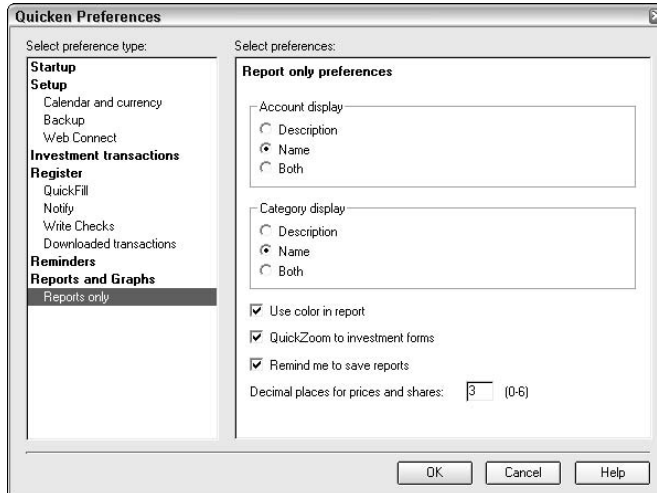 Quicken Preferences
Select preference type:
Startup
Setup
Calendar and currency
Backup
Web Connect
Investment transactions
Register
QuickFill
Notify
Write Checks
Downloaded transactions
Reminders
Reports and Graphs
Reports only
Select preferences:
Report only preferences
Account display
Description
Name
Both
Category display
Description
Name
Both
Use color in report
QuickZoom to investment forms
Remind me to save reports
Decimal places for prices and shares: 3 (0-6)
OK Cancel Help